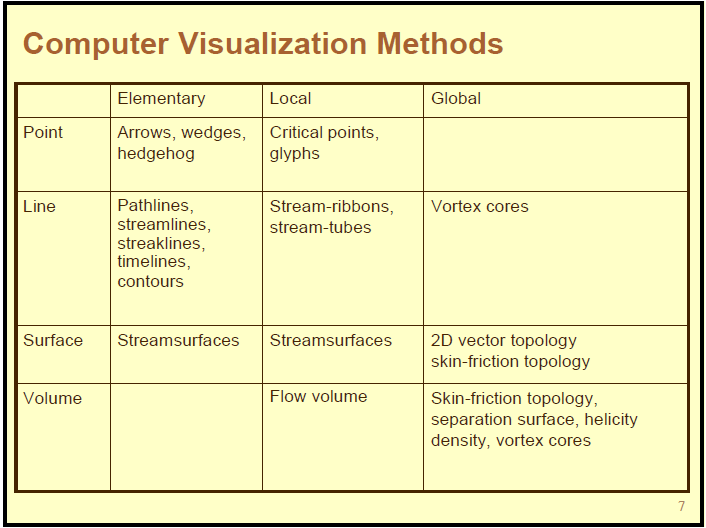 Computer Visualization Methods
Elementary Local Global
Point Arrows, wedges, Critical points,
hedgehog glyphs
Line Pathlines, Stream-ribbons, Vortex cores
streamlines, stream-tubes
streaklines,
timelines,
contours
Surface Streamsurfaces Streamsurfaces 2D vector topology
skin-friction topology
Volume Flow volume Skin-friction topology,
separation surface, helicity
density, vortex cores
7